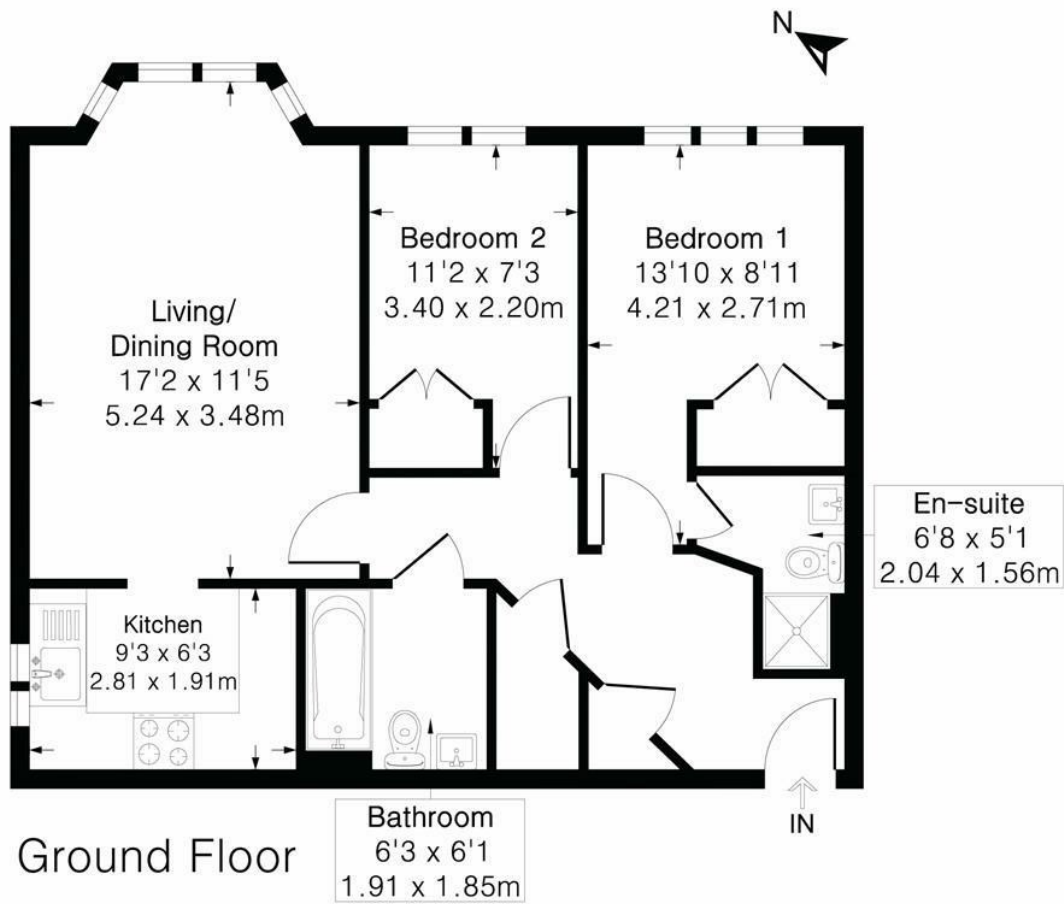 N
Living/
Dining Room
17'2 x 11'5
5.24 x 3.48m
Bedroom 2
11'2 x 7'3
3.40 x 2.20m
Bedroom 1
13'10 x 8'11
4.21 x 2.71m
En-suite
6'8 x 5'1
2.04 x 1.56m
Kitchen
9'3 x 6'3
2.81 x 1.91m
Bathroom
6'3 x 6'1
1.91 x 1.85m
IN
Ground Floor